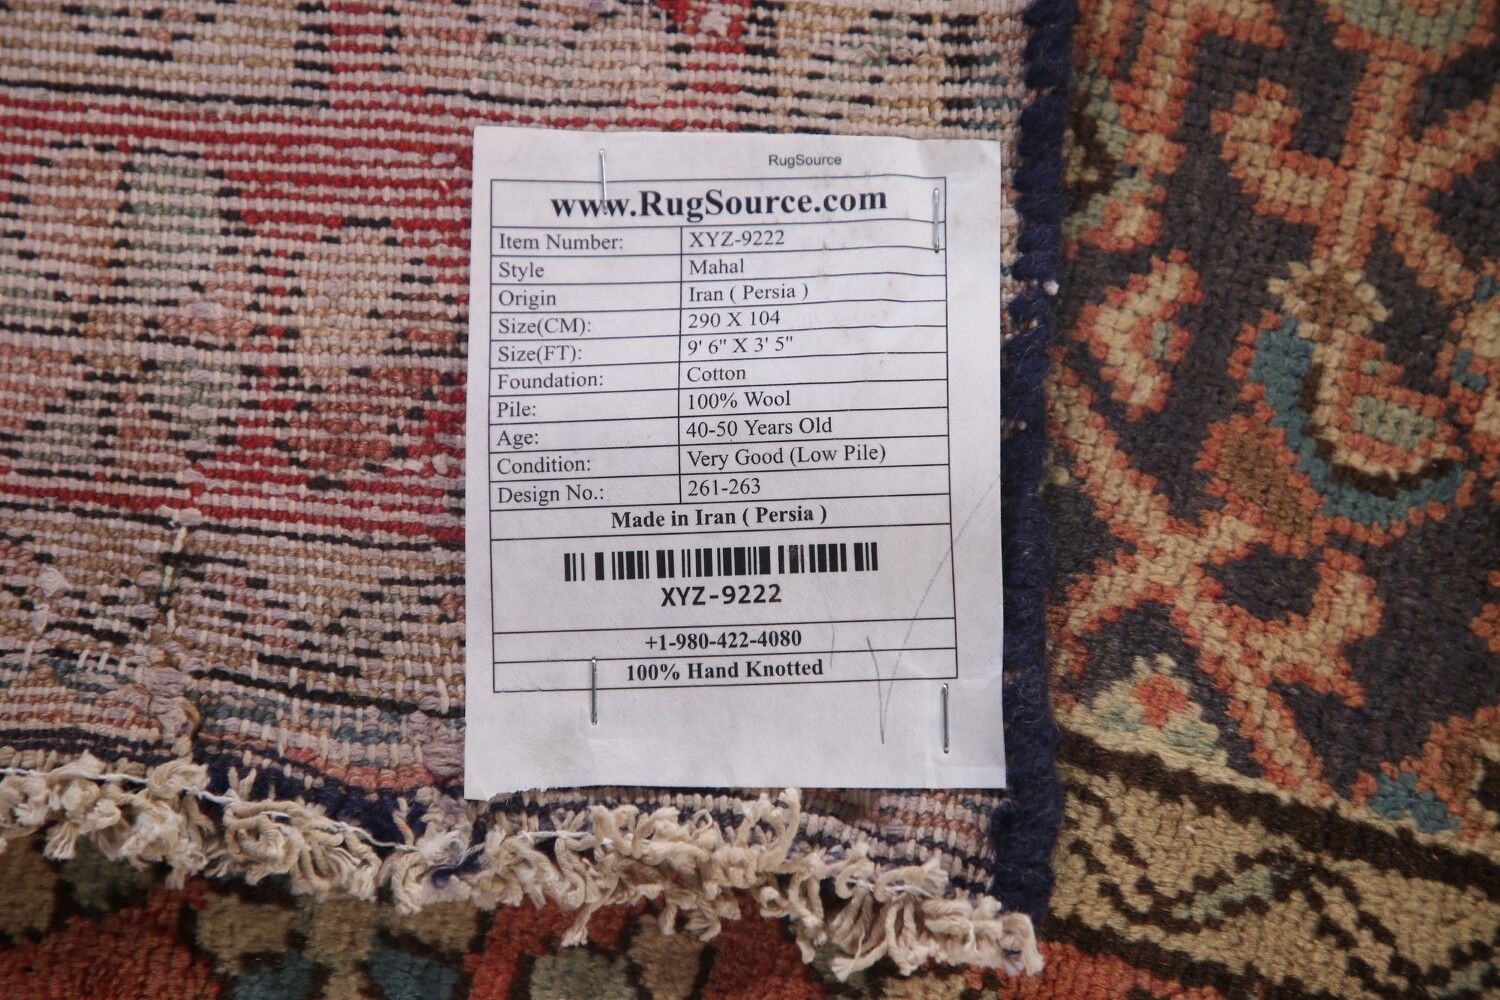 RugSource
www.RugSource.com
Item Number: XYZ-9222
Style Mahal
Origin Iran ( Persia )
Size(CM): 290 X 104
Size(FT): 9' 6" X 3' 5"
Foundation: Cotton
Pile: 100% Wool
Age: 40-50 Years Old
Condition: Very Good (Low Pile)
Design No.: 261-263
Made in Iran ( Persia )
XYZ-9222
+1-980-422-4080
100% Hand Knotted